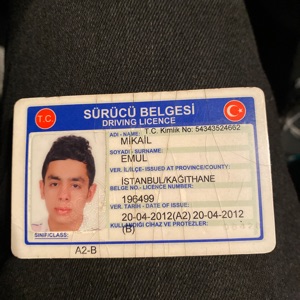 T.C.
SÜRÜCÜ BELGESİ
DRIVING LICENCE
ADI - NAME: T.C. Kimlik No: 54343524662
MİKAİL
SOYADI - SURNAME:
EMUL
VER. İL/İLÇE- ISSUED AT PROVINCE/COUNTY:
İSTANBUL/KAĞITHANE
BELGE NO.- LICENCE NUMBER:
196499
VER. TARİH - DATE OF ISSUE:
20-04-2012(A2) 20-04-2012
(B)
KULLANDIĞI CİHAZ VE PROTEZLER:
SINIFI/CLASS:
A2-B